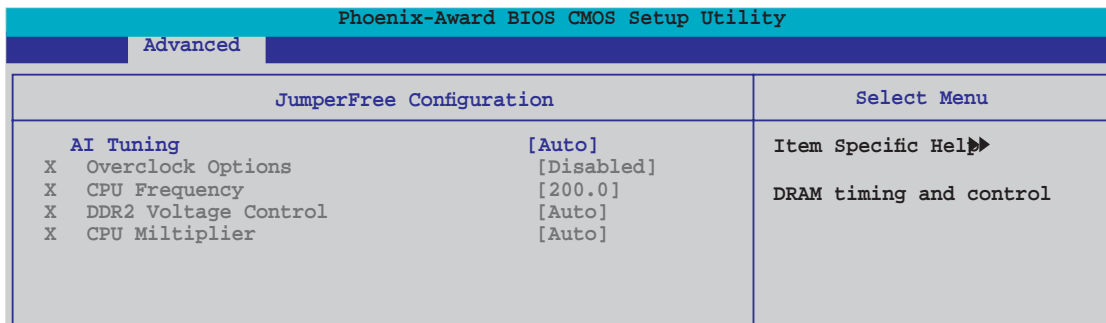 Phoenix-Award BIOS CMOS Setup Utility
Advanced
JumperFree Configuration
Select Menu
AI Tuning [Auto]
X Overclock Options [Disabled]
X CPU Frequency [200.0]
X DDR2 Voltage Control [Auto]
X CPU Miltiplier [Auto]
Item Specific Help
DRAM timing and control